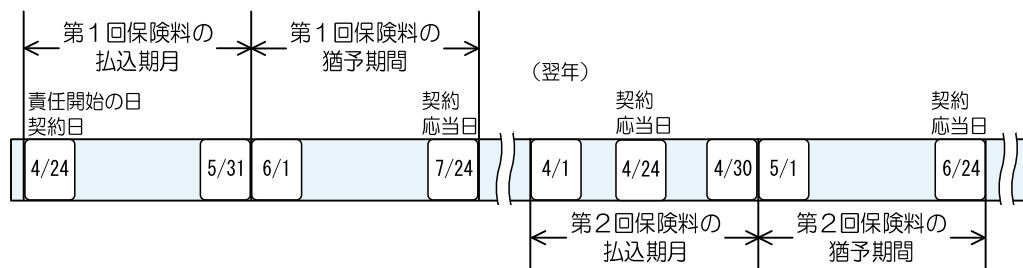 第1回保険料の
払込期月
第1回保険料の
猶予期間
(翌年)
責任開始の日
契約日
契約
応当日
契約
応当日
契約
応当日
4/24
5/31
6/1
7/24
4/1
4/24
4/30
5/1
6/24
第2回保険料の
払込期月
第2回保険料の
猶予期間